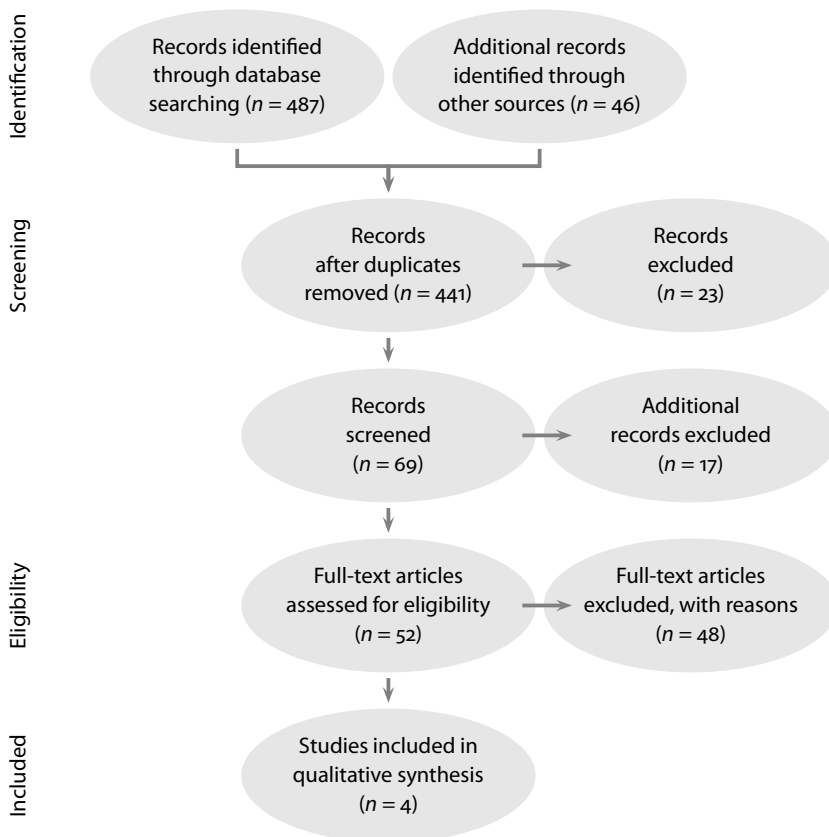 Identification
Records identified
through database
searching (n = 487)
Additional records
identified through
other sources (n = 46)
Screening
Records
after duplicates
removed (n = 441)
Records
excluded
(n = 23)
Records
screened
(n = 69)
Additional
records excluded
(n = 17)
Eligibility
Full-text articles
assessed for eligibility
(n = 52)
Full-text articles
excluded, with reasons
(n = 48)
Included
Studies included in
qualitative synthesis
(n = 4)